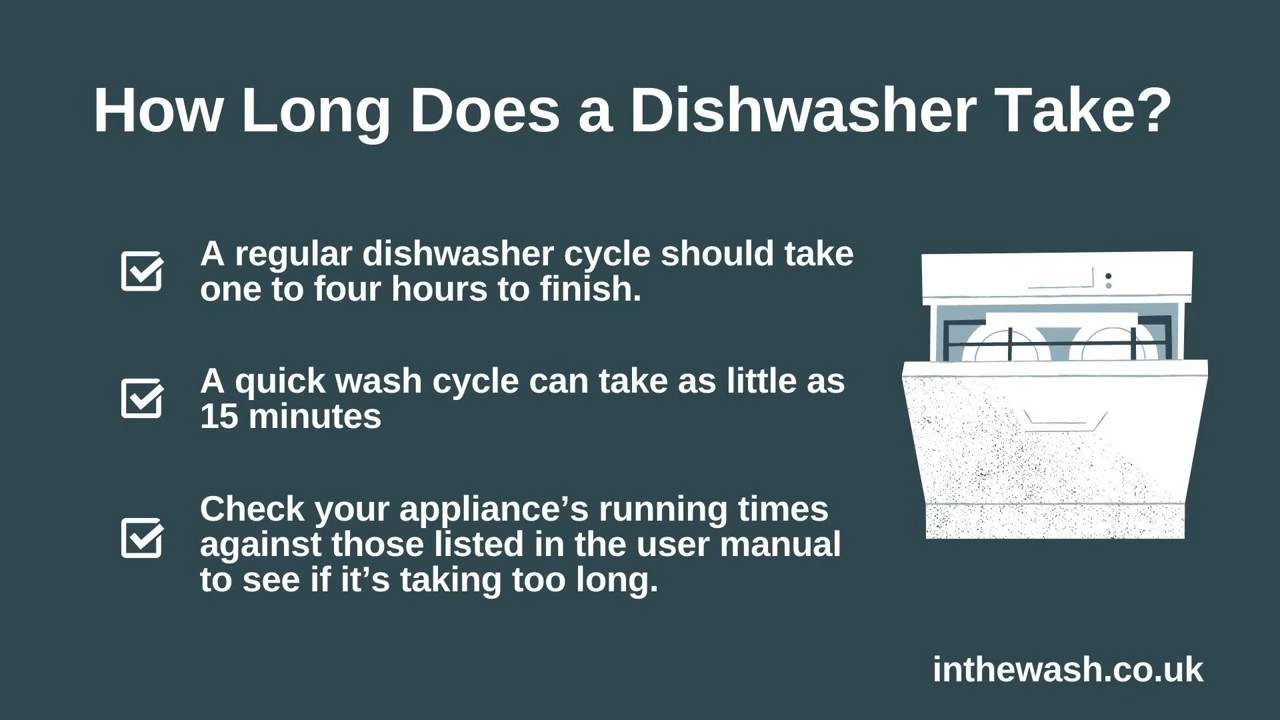 How Long Does a Dishwasher Take?
A regular dishwasher cycle should take
one to four hours to finish.
A quick wash cycle can take as little as
15 minutes
Check your appliance’s running times
against those listed in the user manual
to see if it’s taking too long.
inthewash.co.uk